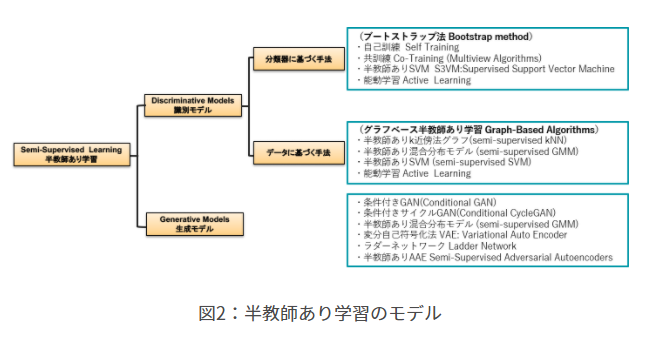 Semi-Supervised Learning
半教師あり学習
Discriminative Models
識別モデル
Generative Models
生成モデル
分類器に基づく手法
データに基づく手法
（ブートストラップ法 Bootstrap method）
・自己訓練 Self Training
・共訓練 Co-Training (Multiview Algorithms)
・半教師ありSVM S3VM:Supervised Support Vector Machine
・能動学習 Active Learning
（グラフベース半教師あり学習 Graph-Based Algorithms）
・半教師ありk近傍法グラフ(semi-supervised kNN)
・半教師あり混合分布モデル (semi-supervised GMM)
・半教師ありSVM (semi-supervised SVM)
・能動学習 Active Learning
・条件付きGAN(Conditional GAN)
・条件付きサイクルGAN(Conditional CycleGAN)
・半教師あり混合分布モデル (semi-supervised GMM)
・変分自己符号化法 VAE: Variational Auto Encoder
・ラダーネットワーク Ladder Network
・半教師ありAAE Semi-Supervised Adversarial Autoencoders
図2：半教師あり学習のモデル